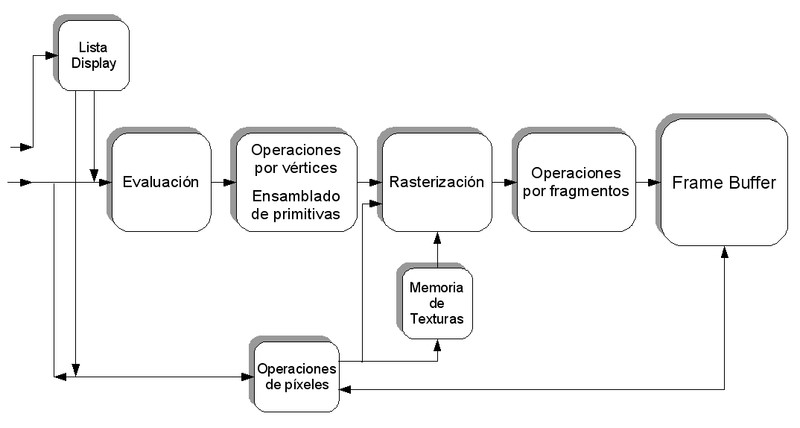 Lista
Display
Evaluación
Operaciones
por vértices
Ensamblado
de primitivas
Rasterización
Operaciones
por fragmentos
Frame Buffer
Memoria
de
Texturas
Operaciones
de píxeles